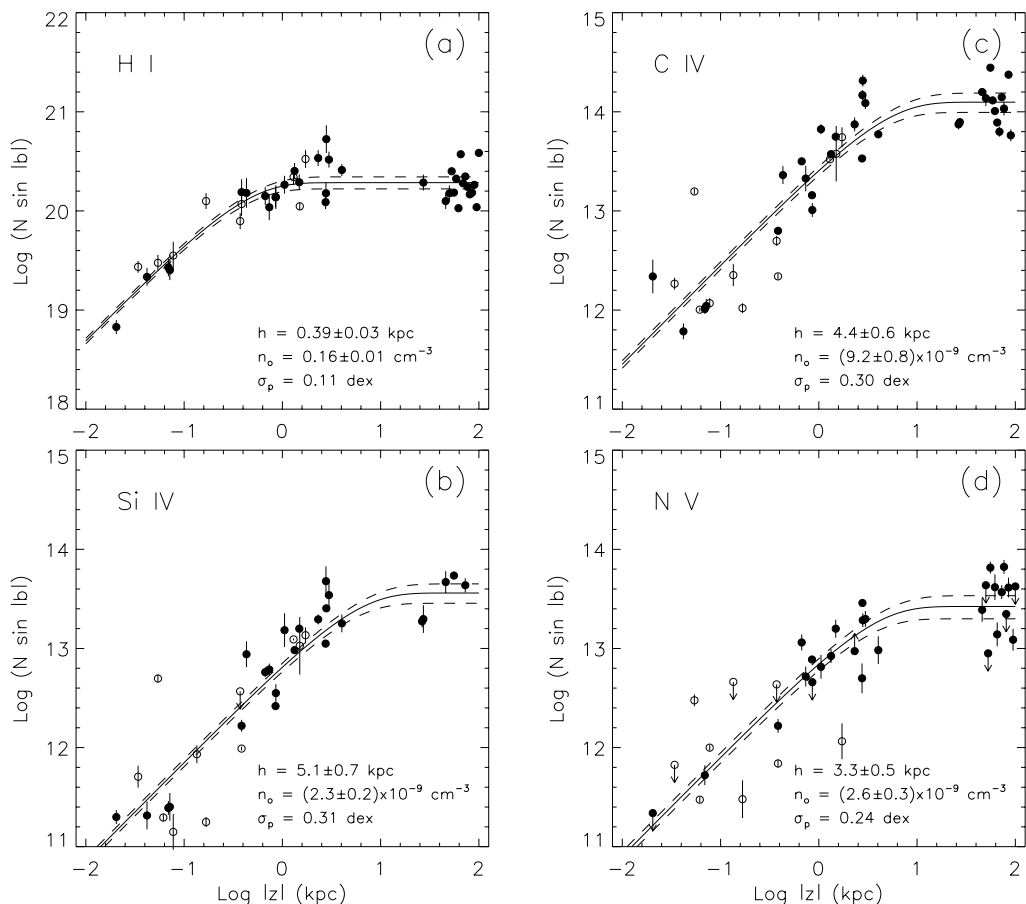 (a)
H I
Log (N sin |b|)
22
21
20
19
18
h = 0.39±0.03 kpc
n₀ = 0.16±0.01 cm⁻³
σₚ = 0.11 dex
−2 −1 0 1 2
(c)
C IV
Log (N sin |b|)
15
14
13
12
11
h = 4.4±0.6 kpc
n₀ = (9.2±0.8)x10⁻⁹ cm⁻³
σₚ = 0.30 dex
−2 −1 0 1 2
(b)
Si IV
Log (N sin |b|)
15
14
13
12
11
h = 5.1±0.7 kpc
n₀ = (2.3±0.2)x10⁻⁹ cm⁻³
σₚ = 0.31 dex
−2 −1 0 1 2
Log |z| (kpc)
(d)
N V
Log (N sin |b|)
15
14
13
12
11
h = 3.3±0.5 kpc
n₀ = (2.6±0.3)x10⁻⁹ cm⁻³
σₚ = 0.24 dex
−2 −1 0 1 2
Log |z| (kpc)